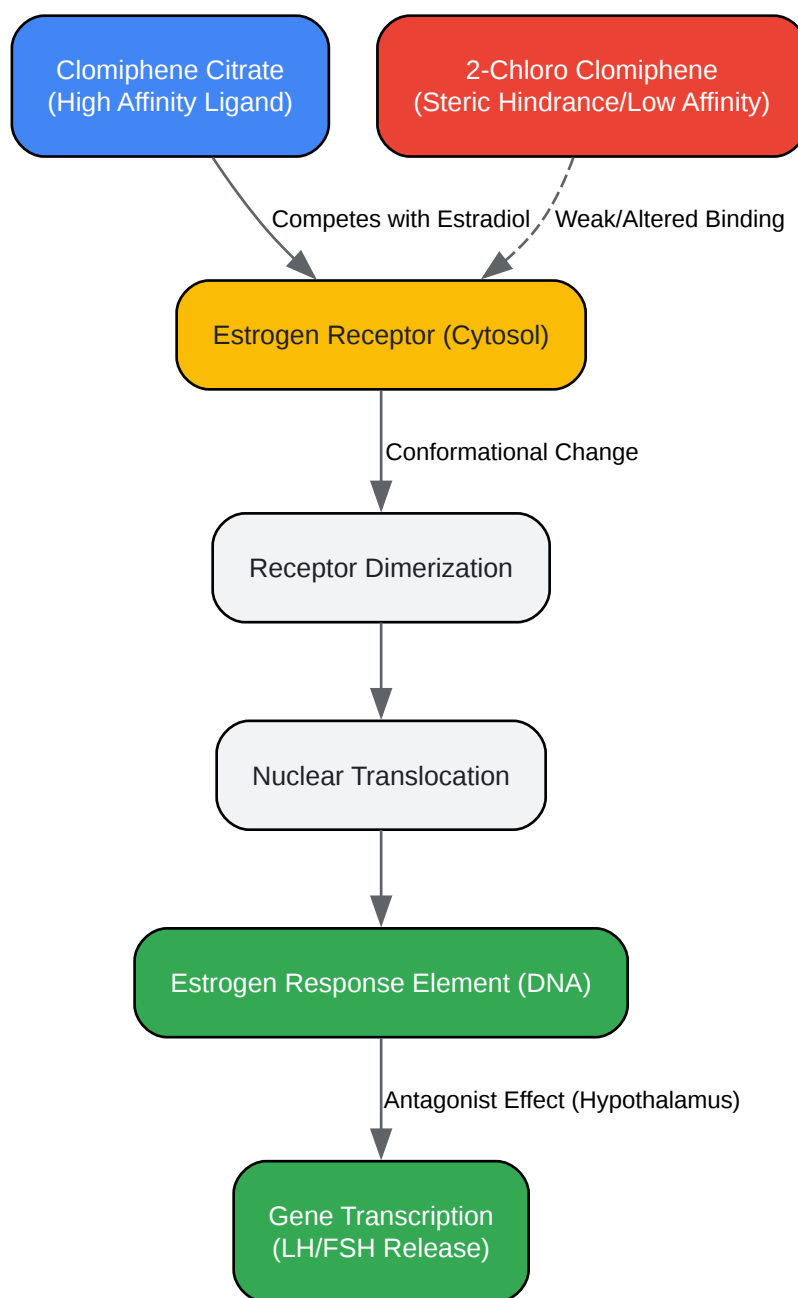 Clomiphene Citrate
(High Affinity Ligand)
2-Chloro Clomiphene
(Steric Hindrance/Low Affinity)
Competes with Estradiol
Weak/Altered Binding
Estrogen Receptor (Cytosol)
Conformational Change
Receptor Dimerization
Nuclear Translocation
Estrogen Response Element (DNA)
Antagonist Effect (Hypothalamus)
Gene Transcription
(LH/FSH Release)